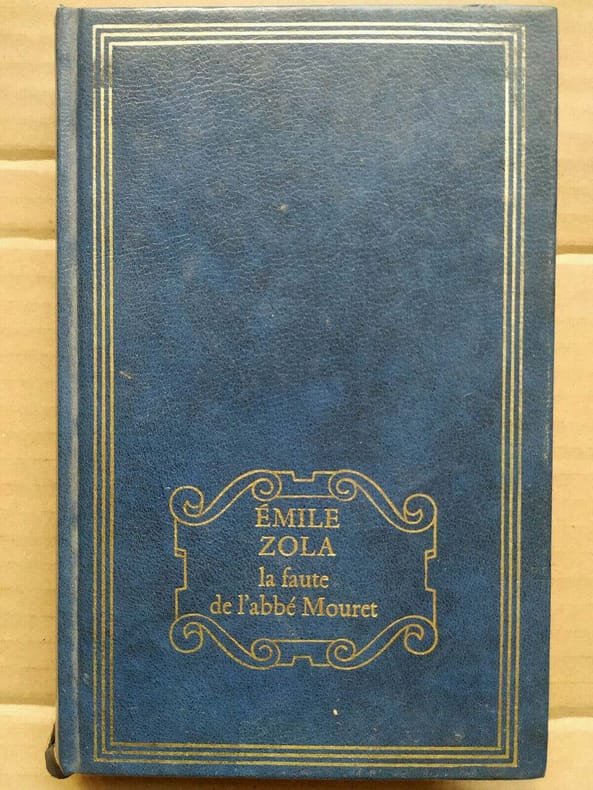 ÉMILE
ZOLA
la faute
de l'abbé Mouret